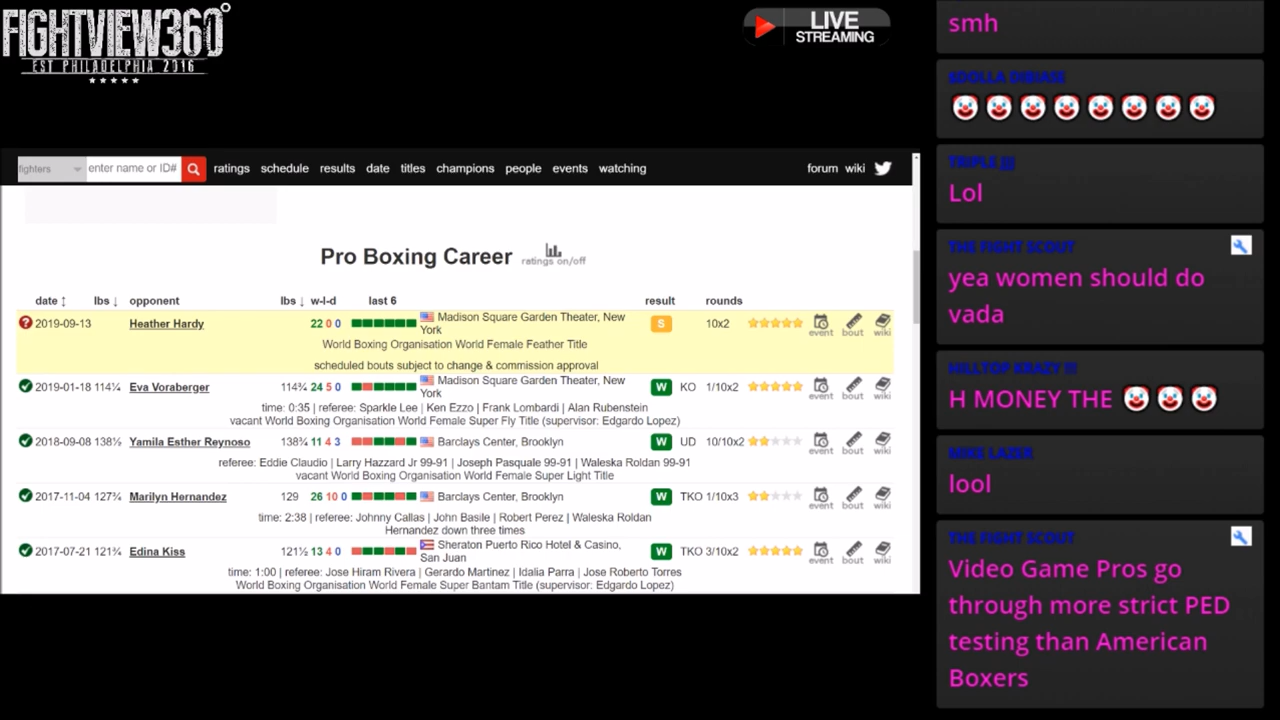 FIGHTVIEW360°
EST PHILADELPHIA 2016
LIVE
STREAMING
fighters
enter name or ID#
ratings schedule results date titles champions people events watching
forum wiki
Pro Boxing Career
ratings on/off
date lbs opponent lbs w-l-d last 6 result rounds
2019-09-13 Heather Hardy 22 0 0 Madison Square Garden Theater, New
York S 10x2 event bout wiki
World Boxing Organisation World Female Feather Title
scheduled bouts subject to change & commission approval
2019-01-18 114¼ Eva Voraberger 114¾ 24 5 0 Madison Square Garden Theater, New
York W KO 1/10x2 event bout wiki
time: 0:35 | referee: Sparkle Lee | Ken Ezzo | Frank Lombardi | Alan Rubenstein
vacant World Boxing Organisation World Female Super Fly Title (supervisor: Edgardo Lopez)
2018-09-08 138½ Yamila Esther Reynoso 138¾ 11 4 3 Barclays Center, Brooklyn W UD 10/10x2 event bout wiki
referee: Eddie Claudio | Larry Hazzard Jr 99-91 | Joseph Pasquale 99-91 | Waleska Roldan 99-91
vacant World Boxing Organisation World Female Super Light Title
2017-11-04 127¾ Marilyn Hernandez 129 26 10 0 Barclays Center, Brooklyn W TKO 1/10x3 event bout wiki
time: 2:38 | referee: Johnny Callas | John Basile | Robert Perez | Waleska Roldan
Hernandez down three times
2017-07-21 121¾ Edina Kiss 121½ 13 4 0 Sheraton Puerto Rico Hotel & Casino,
San Juan W TKO 3/10x2 event bout wiki
time: 1:00 | referee: Jose Hiram Rivera | Gerardo Martinez | Idalia Parra | Jose Roberto Torres
World Boxing Organisation World Female Super Bantam Title (supervisor: Edgardo Lopez)
smh
TRIPLE JJJ
Lol
THE FIGHT SCOUT
yea women should do
vada
HILLTOP KRAZY !!!
H MONEY THE
MIKE LAZER
lool
THE FIGHT SCOUT
Video Game Pros go
through more strict PED
testing than American
Boxers